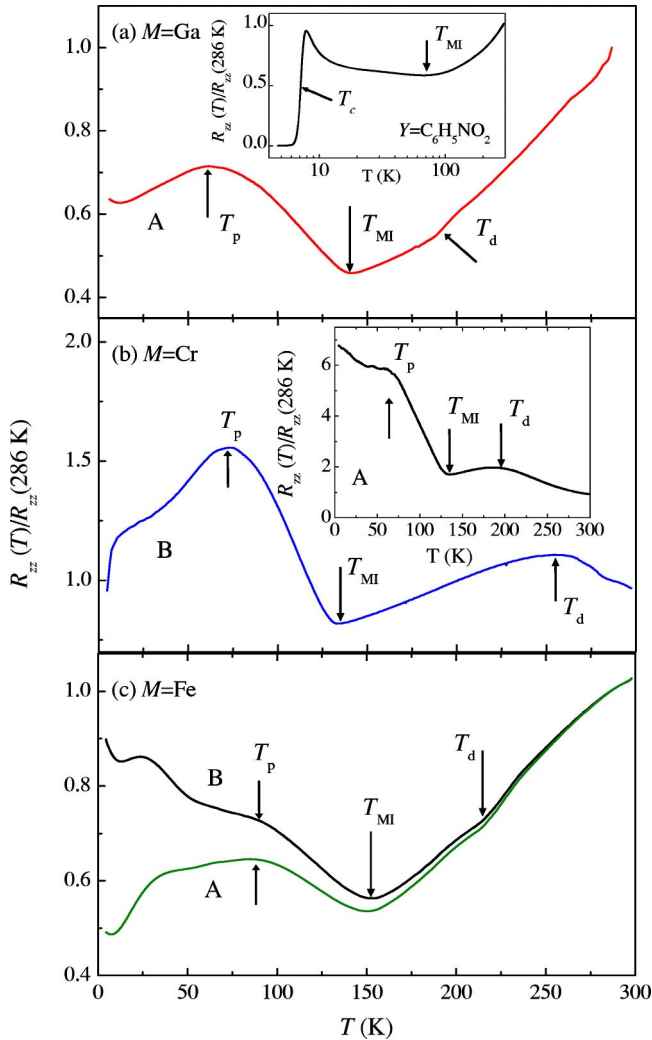 (a) M=Ga
R_zz (T)/R_zz(286 K)
1.0
0.5
0.0
T_MI
T_c
Y=C₆H₅NO₂
10
100
T (K)
1.0
0.8
0.6
0.4
A
T_p
T_MI
T_d
(b) M=Cr
2.0
1.5
1.0
B
T_p
T_MI
T_d
R_zz (T)/R_zz(286 K)
6
4
2
0
T_p
T_MI
T_d
A
0
50
100
150
200
250
300
T (K)
R_zz (T)/R_zz(286 K)
(c) M=Fe
1.0
0.8
0.6
0.4
B
T_p
T_MI
T_d
A
0
50
100
150
200
250
300
T (K)